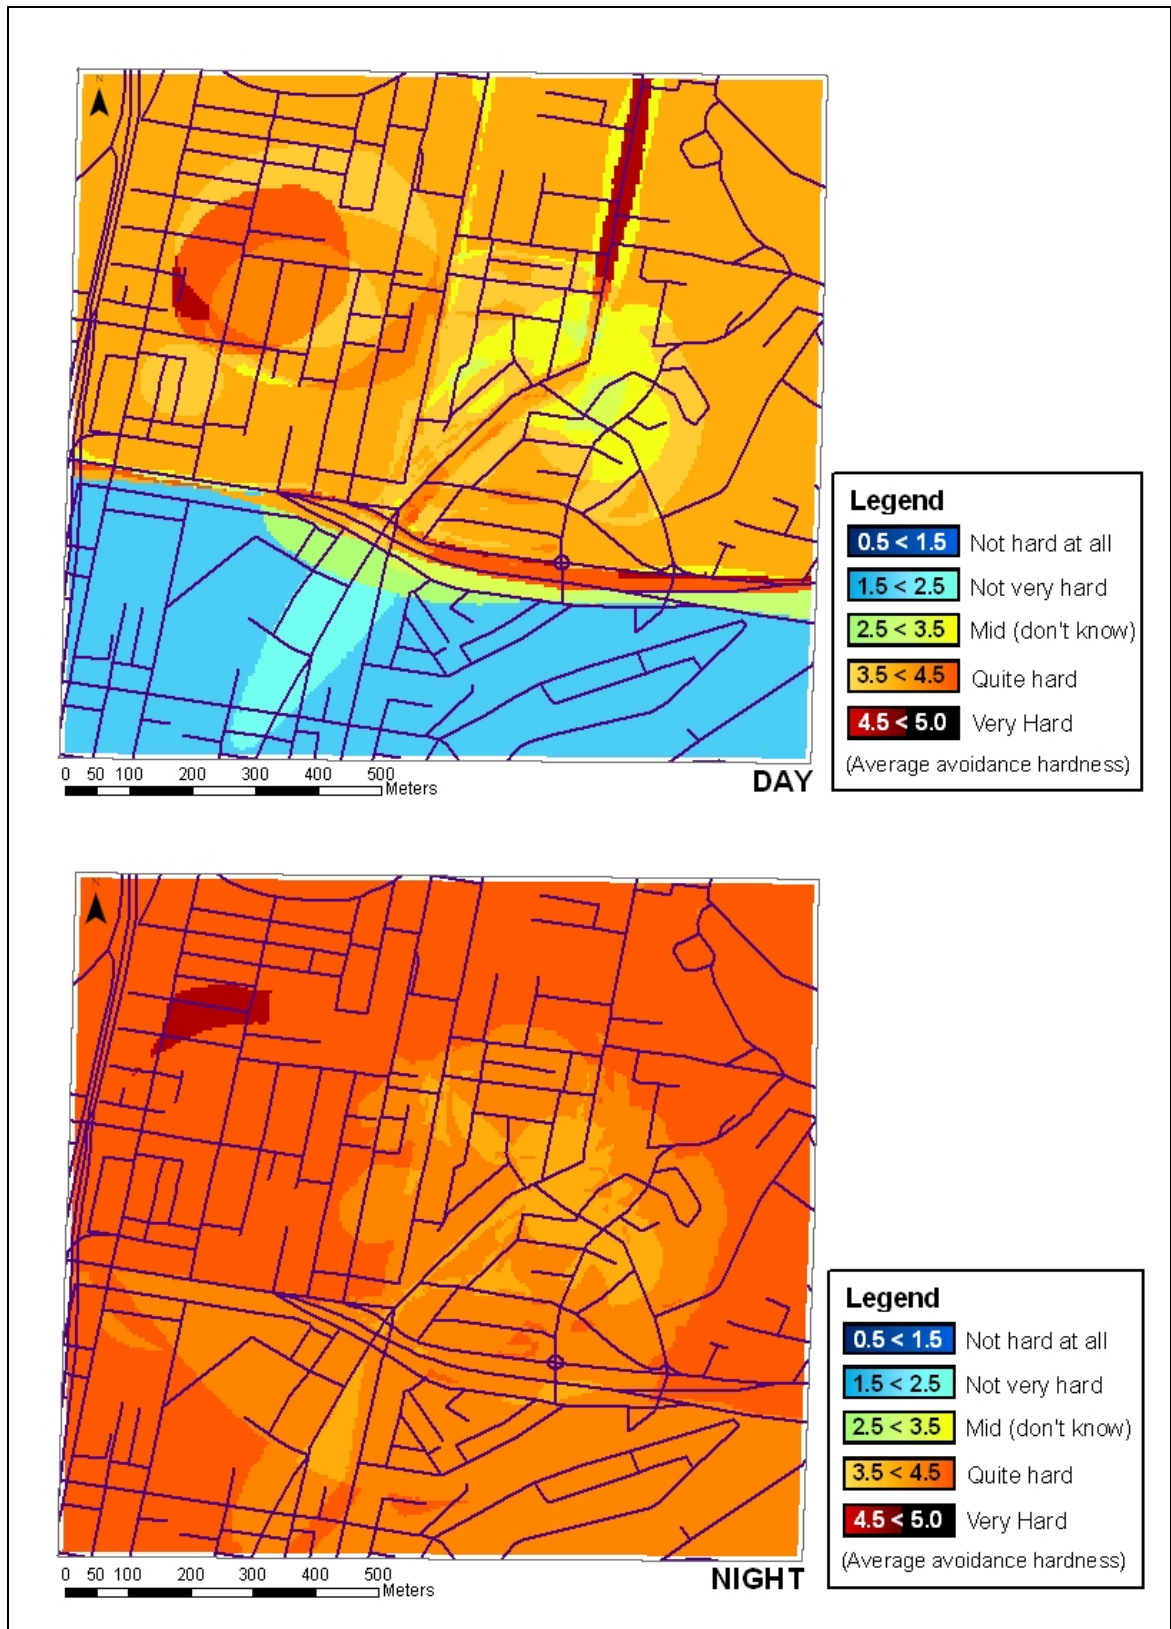 N
Legend
0.5 < 1.5 Not hard at all
1.5 < 2.5 Not very hard
2.5 < 3.5 Mid (don't know)
3.5 < 4.5 Quite hard
4.5 < 5.0 Very Hard
(Average avoidance hardness)
0 50 100 200 300 400 500
Meters
DAY
N
Legend
0.5 < 1.5 Not hard at all
1.5 < 2.5 Not very hard
2.5 < 3.5 Mid (don't know)
3.5 < 4.5 Quite hard
4.5 < 5.0 Very Hard
(Average avoidance hardness)
0 50 100 200 300 400 500
Meters
NIGHT